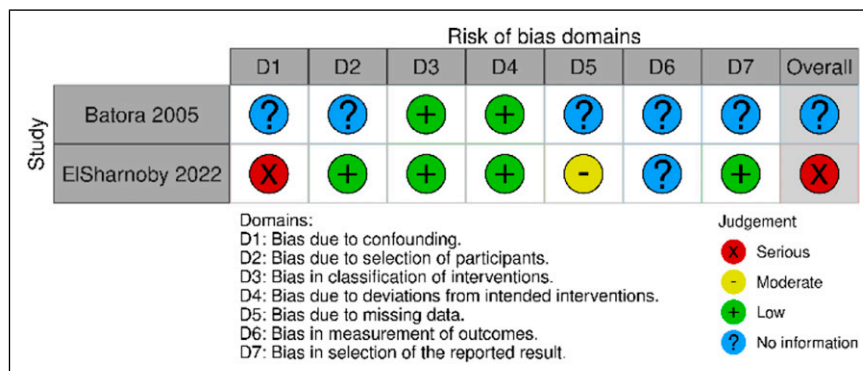 Risk of bias domains
D1 D2 D3 D4 D5 D6 D7 Overall
Study
Batora 2005 ? ? + + ? ? ? ?
ElSharnoby 2022 X + + + - ? + X
Domains:
D1: Bias due to confounding.
D2: Bias due to selection of participants.
D3: Bias in classification of interventions.
D4: Bias due to deviations from intended interventions.
D5: Bias due to missing data.
D6: Bias in measurement of outcomes.
D7: Bias in selection of the reported result.
Judgement
X Serious
- Moderate
+ Low
? No information